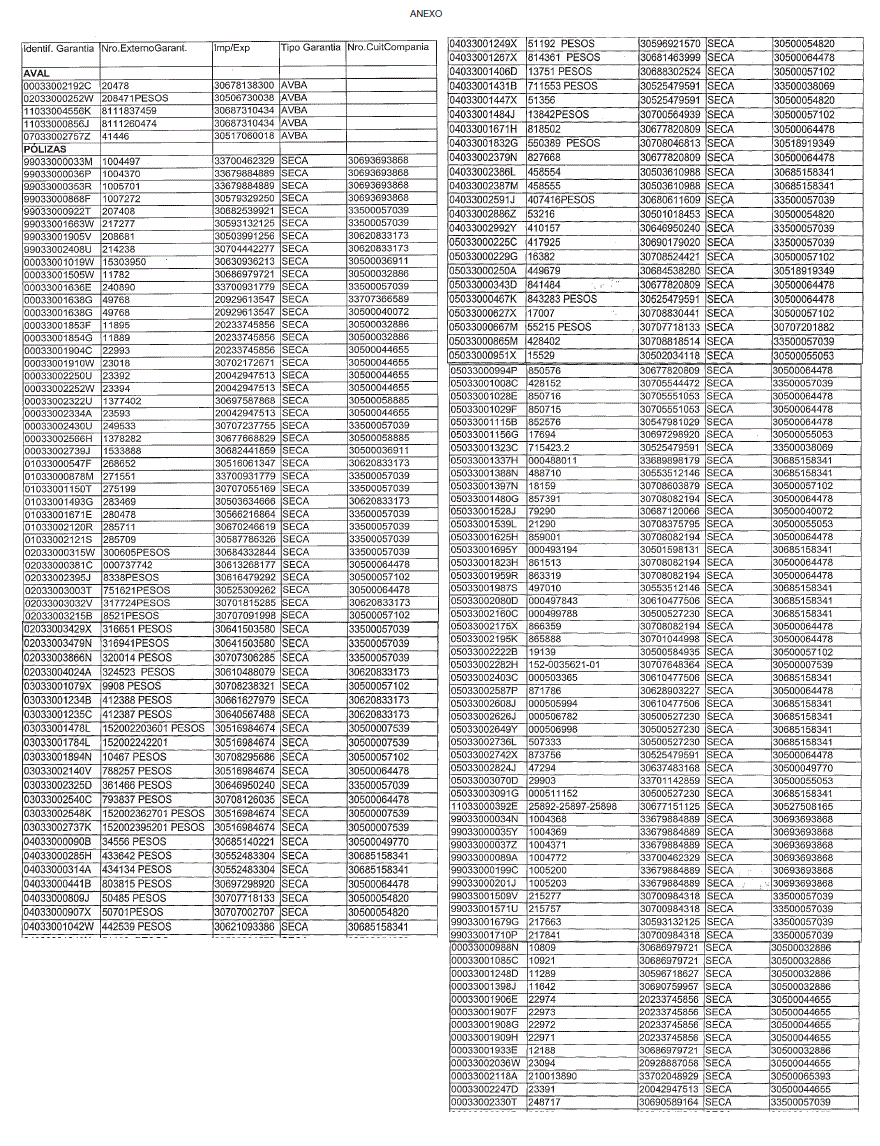 ANEXO
Identif. Garantia Nro.ExternoGarant. Imp/Exp Tipo Garantia Nro.CuitCompania
AVAL
00033002192C 20478 30678138300 AVBA
02033000252W 208471PESOS 30506730038 AVBA
11033004556K 8111837459 30687310434 AVBA
11033000856J 8111260474 30687310434 AVBA
07033002757Z 41446 30517060018 AVBA
PÓLIZAS
99033000033M 1004497 33700462329 SECA 30693693868
99033000036P 1004370 33679884889 SECA 30693693868
99033000353R 1005701 33679884889 SECA 30693693868
99033000868F 1007272 30579329250 SECA 30693693868
99033000922T 207408 30682539921 SECA 33500057039
99033001663W 217277 30593132125 SECA 33500057039
99033001905V 208681 30503991256 SECA 30620833173
99033002408U 214238 30704442277 SECA 30620833173
00033001019W 15303950 30630936213 SECA 30500036911
00033001505W 11782 30686979721 SECA 30500032886
00033001636E 240890 33700931779 SECA 33500057039
00033001638G 49768 20929613547 SECA 33707366589
00033001638G 49768 20929613547 SECA 30500040072
00033001853F 11895 20233745856 SECA 30500032886
00033001854G 11889 20233745856 SECA 30500032886
00033001904C 22993 20233745856 SECA 30500044655
00033001910W 23018 30702172671 SECA 30500044655
00033002250U 23392 20042947513 SECA 30500044655
00033002252W 23394 20042947513 SECA 30500044655
00033002322U 1377402 30697587868 SECA 30500058885
00033002334A 23593 20042947513 SECA 30500044655
00033002430U 249533 30707237755 SECA 33500057039
00033002566H 1378282 30677668829 SECA 30500058885
00033002739J 1533888 30682441859 SECA 30500036911
01033000547F 268652 30516061347 SECA 30620833173
01033000878M 271551 33700931779 SECA 33500057039
01033001150T 275199 30707055169 SECA 33500057039
01033001493G 283469 30503634666 SECA 30620833173
01033001671E 280478 30566216864 SECA 33500057039
01033002120R 285711 30670246619 SECA 33500057039
01033002121S 285709 30587786326 SECA 33500057039
02033000315W 300605PESOS 30684332844 SECA 33500057039
02033000381C 000737742 30613268177 SECA 30500064478
02033002395J 8338PESOS 30616479292 SECA 30500057102
02033003003T 751621PESOS 30525309262 SECA 30500064478
02033003032V 317724PESOS 30701815285 SECA 30620833173
02033003215B 8521PESOS 30707091998 SECA 30500057102
02033003429X 316651 PESOS 30641503580 SECA 33500057039
02033003479N 316941PESOS 30641503580 SECA 33500057039
02033003866N 320014 PESOS 30707306285 SECA 33500057039
02033004024A 324523 PESOS 30610488079 SECA 30620833173
03033001079X 9908 PESOS 30708238321 SECA 30500057102
03033001234B 412388 PESOS 30661627979 SECA 30620833173
03033001235C 412387 PESOS 30640567488 SECA 30620833173
03033001478L 152002203601 PESOS 30516984674 SECA 30500007539
03033001784L 152002242201 30516984674 SECA 30500007539
03033001894N 10467 PESOS 30708295686 SECA 30500057102
03033002140V 788257 PESOS 30516984674 SECA 30500064478
03033002325D 361466 PESOS 30646950240 SECA 33500057039
03033002540C 793837 PESOS 30708126035 SECA 30500064478
03033002548K 152002362701 PESOS 30516984674 SECA 30500007539
03033002737K 152002395201 PESOS 30516984674 SECA 30500007539
04033000090B 34556 PESOS 30685140221 SECA 30500049770
04033000285H 433642 PESOS 30552483304 SECA 30685158341
04033000314A 434134 PESOS 30552483304 SECA 30685158341
04033000441B 803815 PESOS 30697298920 SECA 30500064478
04033000809J 50485 PESOS 30707718133 SECA 30500054820
04033000907X 50701PESOS 30707002707 SECA 30500054820
04033001042W 442539 PESOS 30621093386 SECA 30685158341
04033001249X 51192 PESOS 30596921570 SECA 30500054820
04033001267X 814361 PESOS 30681463999 SECA 30500064478
04033001406D 13751 PESOS 30688302524 SECA 30500057102
04033001431B 711553 PESOS 30525479591 SECA 33500038069
04033001447X 51356 30525479591 SECA 30500054820
04033001484J 13842PESOS 30700564939 SECA 30500057102
04033001671H 818502 30677820809 SECA 30500064478
04033001832G 550389 PESOS 30708046813 SECA 30518919349
04033002379N 827668 30677820809 SECA 30500064478
04033002386L 458554 30503610988 SECA 30685158341
04033002387M 458555 30503610988 SECA 30685158341
04033002591J 407416PESOS 30680611609 SECA 33500057039
04033002886Z 53216 30501018453 SECA 30500054820
04033002992Y 410157 30646950240 SECA 33500057039
05033000225C 417925 30690179020 SECA 33500057039
05033000229G 16382 30708524421 SECA 30500057102
05033000250A 449679 30684538280 SECA 30518919349
05033000343D 841484 30677820809 SECA 30500064478
05033000467K 843283 PESOS 30525479591 SECA 30500064478
05033000627X 17007 30708830441 SECA 30500057102
05033000667M 55215 PESOS 30707718133 SECA 30707201882
05033000865M 428402 30708818514 SECA 33500057039
05033000951X 15529 30502034118 SECA 30500055053
05033000994P 850576 30677820809 SECA 30500064478
05033001008C 428152 30705544472 SECA 33500057039
05033001028E 850716 30705551053 SECA 30500064478
05033001029F 850715 30705551053 SECA 30500064478
05033001115B 852576 30547981029 SECA 30500064478
05033001156G 17694 30697298920 SECA 30500055053
05033001323C 715423.2 30525479591 SECA 33500038069
05033001337H 000488011 33689898179 SECA 30685158341
05033001388N 488710 30553512146 SECA 30685158341
05033001397N 18159 30708603879 SECA 30500057102
05033001480G 857391 30708082194 SECA 30500064478
05033001528J 79290 30687120066 SECA 30500040072
05033001539L 21290 30708375795 SECA 30500055053
05033001625H 859001 30708082194 SECA 30500064478
05033001695Y 000493194 30501598131 SECA 30685158341
05033001823H 861513 30708082194 SECA 30500064478
05033001959R 863319 30708082194 SECA 30500064478
05033001987S 497010 30553512146 SECA 30685158341
05033002080D 000497843 30610477506 SECA 30685158341
05033002160C 000499788 30500527230 SECA 30685158341
05033002175X 866359 30708082194 SECA 30500064478
05033002195K 865888 30701044998 SECA 30500064478
05033002222B 19139 30500584935 SECA 30500057102
05033002282H 152-0035621-01 30707648364 SECA 30500007539
05033002403C 000503365 30610477506 SECA 30685158341
05033002587P 871786 30628903227 SECA 30500064478
05033002608J 000505994 30610477506 SECA 30685158341
05033002626J 000506782 30500527230 SECA 30685158341
05033002649Y 000506998 30500527230 SECA 30685158341
05033002736L 507333 30500527230 SECA 30685158341
05033002742X 873756 30525479591 SECA 30500064478
05033002824J 47294 30637483168 SECA 30500049770
05033003070D 29903 33701142859 SECA 30500055053
05033003091G 000511152 30500527230 SECA 30685158341
11033000392E 25892-25897-25898 30677151125 SECA 30527508165
99033000034N 1004368 33679884889 SECA 30693693868
99033000035Y 1004369 33679884889 SECA 30693693868
99033000037Z 1004371 33679884889 SECA 30693693868
99033000089A 1004772 33700462329 SECA 30693693868
99033000199C 1005200 33679884889 SECA 30693693868
99033000201J 1005203 33679884889 SECA 30693693868
99033001509V 215277 30700984318 SECA 33500057039
99033001571U 215757 30700984318 SECA 33500057039
99033001679G 217563 30593132125 SECA 33500057039
99033001710P 217841 30700984318 SECA 33500057039
00033000988N 10809 30686979721 SECA 30500032886
00033001085C 10921 30686979721 SECA 30500032886
00033001248D 11289 30596718627 SECA 30500032886
00033001398J 11642 30690759957 SECA 30500032886
00033001906E 22974 20233745856 SECA 30500044655
00033001907F 22973 20233745856 SECA 30500044655
00033001908G 22972 20233745856 SECA 30500044655
00033001909H 22971 20233745856 SECA 30500044655
00033001933E 12188 30686979721 SECA 30500032886
00033002036W 23094 20928887056 SECA 30500044655
00033002118A 210013890 33702048929 SECA 30500065393
00033002247D 23391 20042947513 SECA 30500044655
00033002330T 248717 30690589164 SECA 33500057039